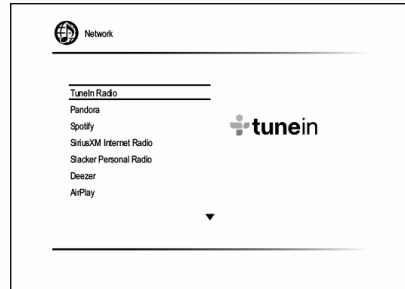 Network
TuneIn Radio
Pandora
Spotify
SiriusXM Internet Radio
Slacker Personal Radio
Deezer
AirPlay
tunein